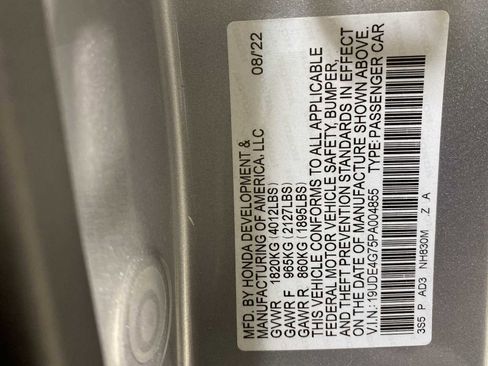 MFD. BY HONDA DEVELOPMENT & 08/22
MANUFACTURING OF AMERICA, LLC
GVWR 1820KG (4012LBS)
GAWR F 965KG (2127LBS)
GAWR R 860KG (1895LBS)
THIS VEHICLE CONFORMS TO ALL APPLICABLE
FEDERAL MOTOR VEHICLE SAFETY, BUMPER,
AND THEFT PREVENTION STANDARDS IN EFFECT
ON THE DATE OF MANUFACTURE SHOWN ABOVE.
V.I.N.:19UDE4G75PA004855 TYPE:PASSENGER CAR
3S5 P AD3 NH830M Z A